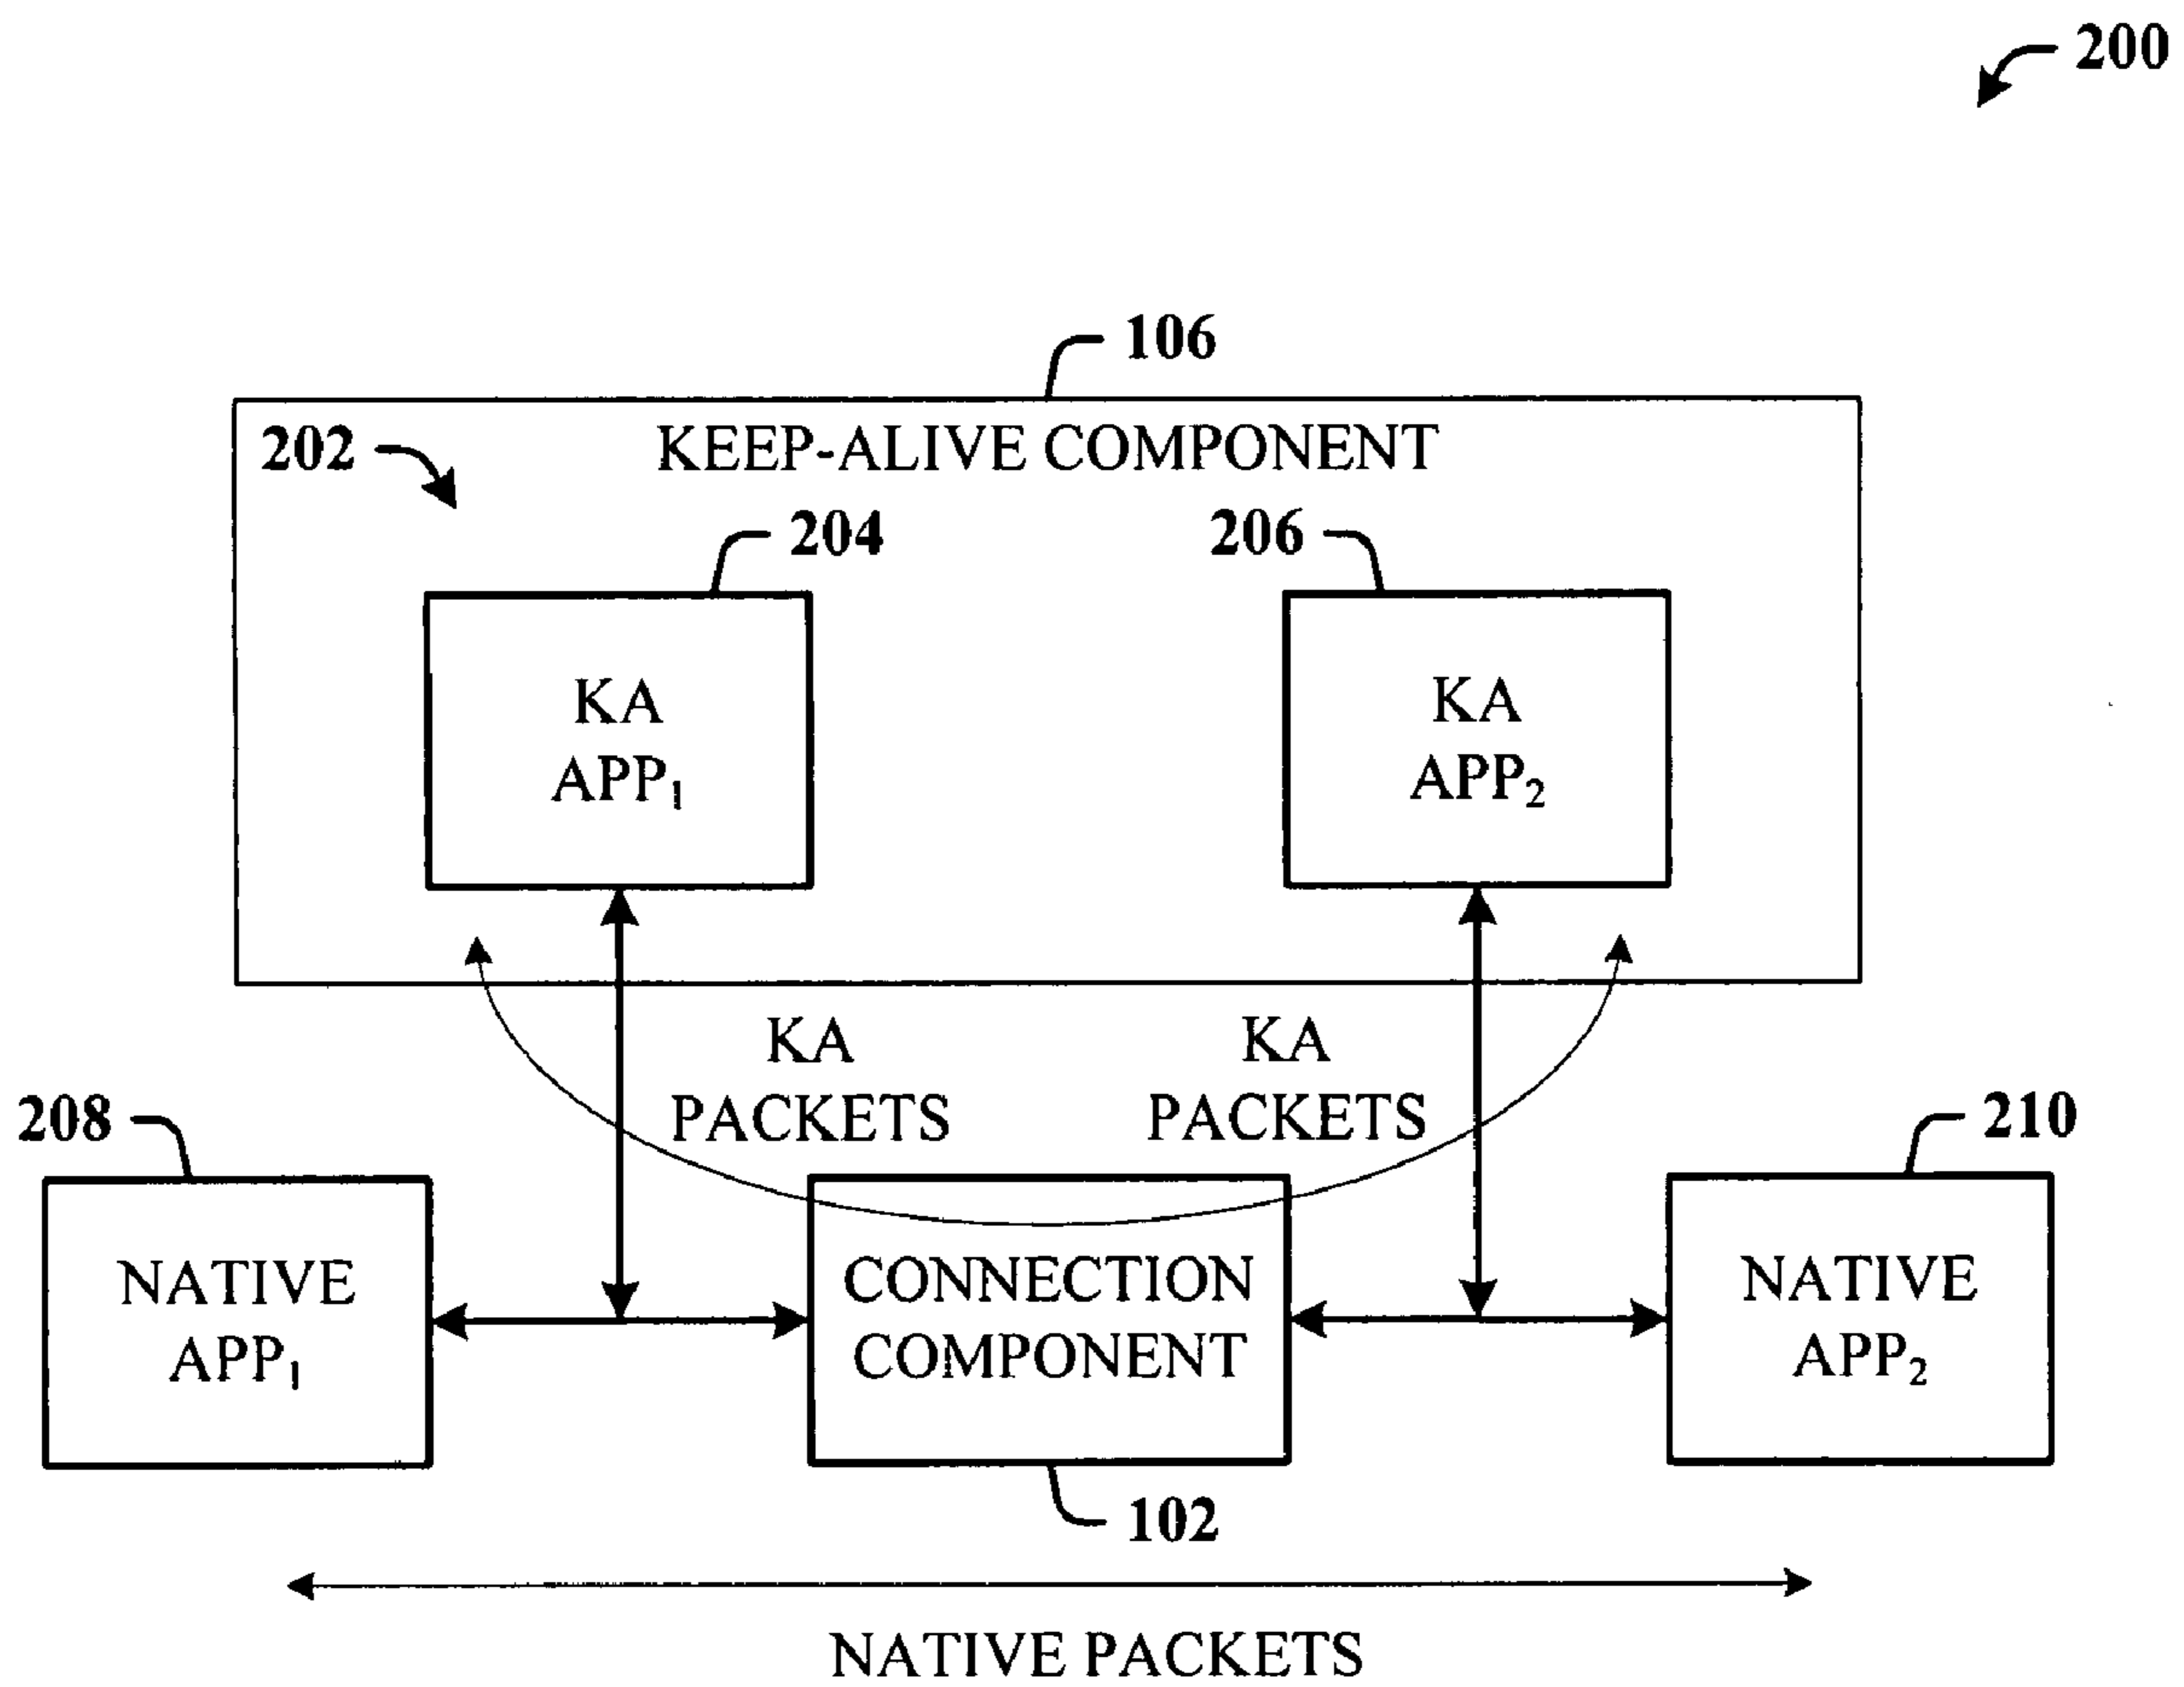 200
106
202
KEEP-ALIVE COMPONENT
204
206
KA
APP₁
KA
APP₂
KA
PACKETS
KA
PACKETS
208
210
NATIVE
APP₁
CONNECTION
COMPONENT
NATIVE
APP₂
102
NATIVE PACKETS